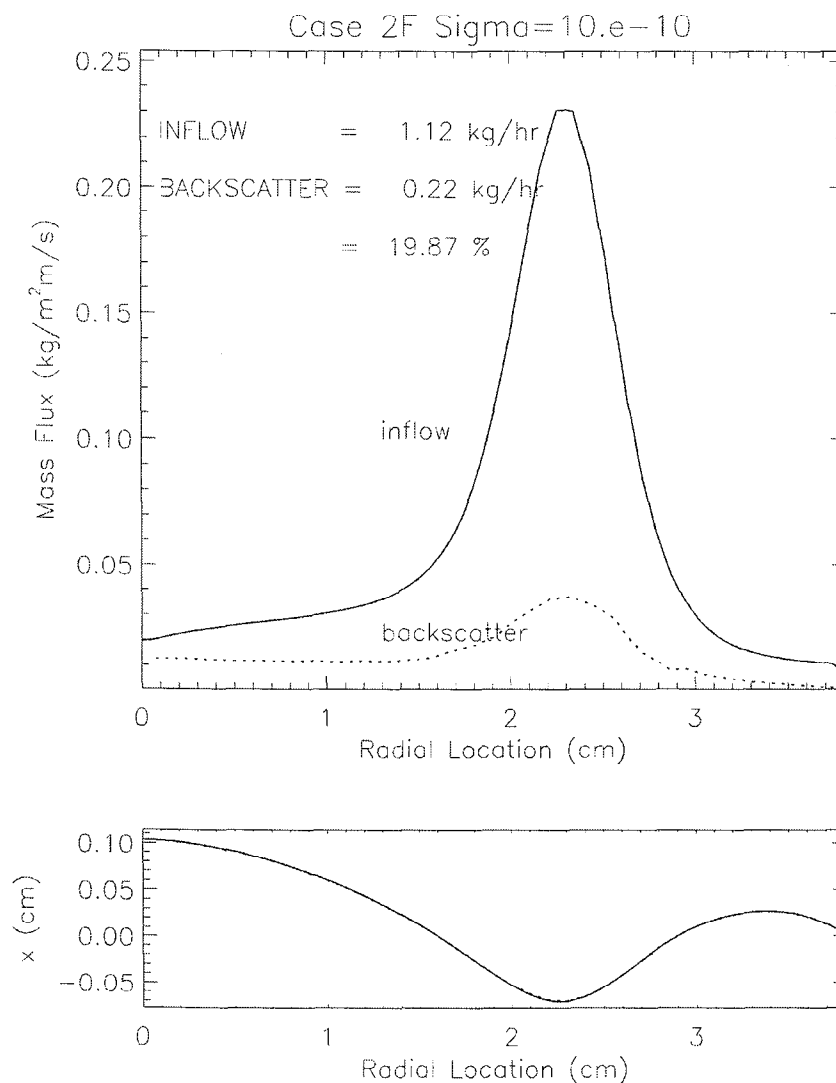 Case 2F Sigma=10.e-10
0.25
INFLOW = 1.12 kg/hr
0.20
BACKSCATTER = 0.22 kg/hr
= 19.87 %
0.15
Mass Flux (kg/m²m/s)
0.10
inflow
0.05
backscatter
0 1 2 3
Radial Location (cm)
0.10
0.05
x (cm)
0.00
-0.05
0 1 2 3
Radial Location (cm)